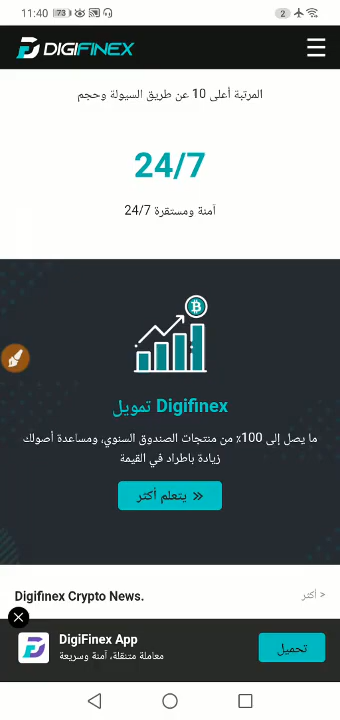 11:40 73 2
DIGIFINEX
المرتبة أعلى 10 عن طريق السيولة وحجم
24/7
آمنة ومستقرة 24/7
Digifinex تمويل
ما يصل إلى 100٪ من منتجات الصندوق السنوي، ومساعدة أصولك
زيادة باطراد في القيمة
يتعلم أكثر »
Digifinex Crypto News.
أكثر >
DigiFinex App
معاملة متنقلة، آمنة وسريعة
تحميل